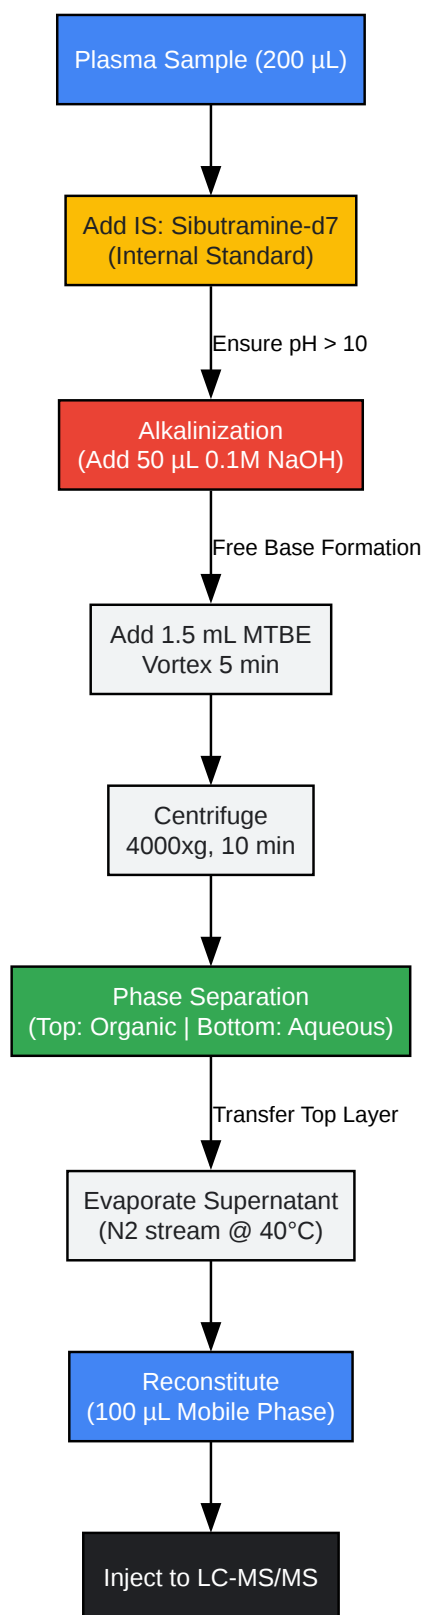 Plasma Sample (200 µL)
Add IS: Sibutramine-d7
(Internal Standard)
Ensure pH > 10
Alkalinization
(Add 50 µL 0.1M NaOH)
Free Base Formation
Add 1.5 mL MTBE
Vortex 5 min
Centrifuge
4000xg, 10 min
Phase Separation
(Top: Organic | Bottom: Aqueous)
Transfer Top Layer
Evaporate Supernatant
(N2 stream @ 40°C)
Reconstitute
(100 µL Mobile Phase)
Inject to LC-MS/MS